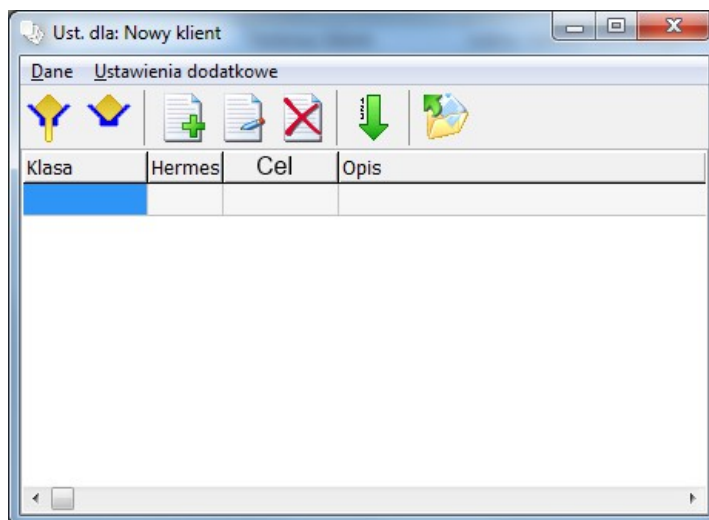 Ust. dla: Nowy klient
Dane Ustawienia dodatkowe
Klasa Hermes Cel Opis